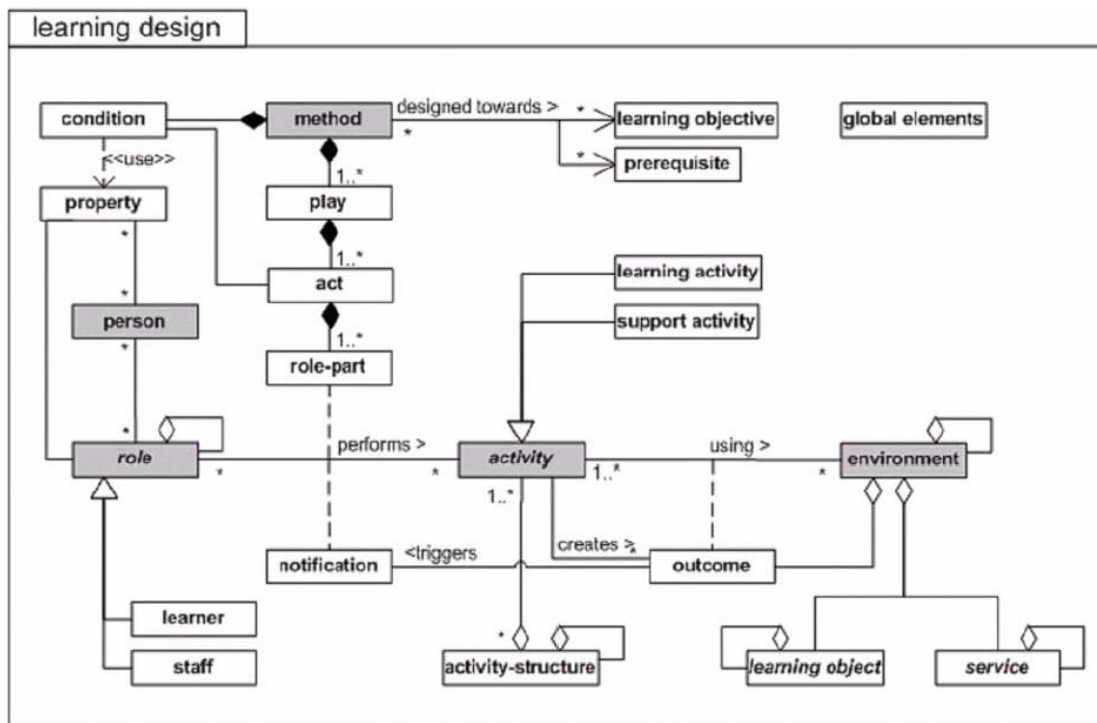 learning design
condition
method
designed towards >
*
*
learning objective
global elements
<<use>>
*
prerequisite
1..*
property
play
*
1..*
act
learning activity
*
person
support activity
*
1..*
role-part
*
performs >
using >
role
activity
environment
*
*
1..*
*
1..*
creates >
*
notification
<triggers
outcome
learner
*
staff
activity-structure
learning object
service